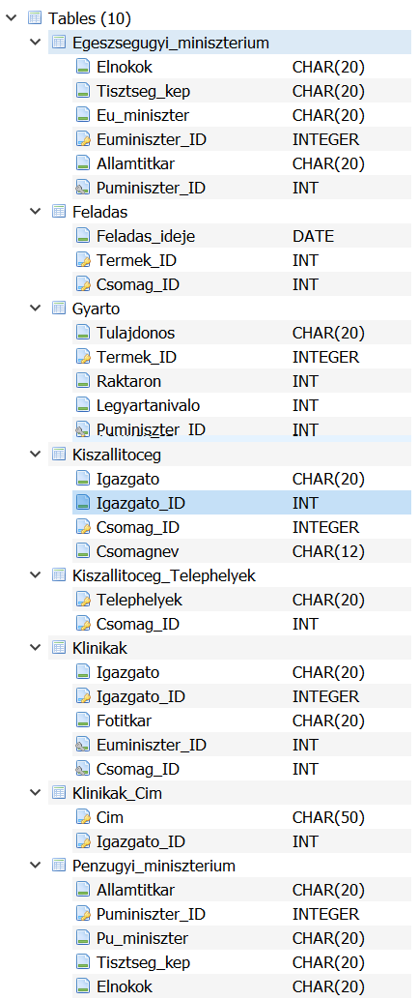 Tables (10)
Egeszsegugyi_miniszterium
Elnokok CHAR(20)
Tisztseg_kep CHAR(20)
Eu_miniszter CHAR(20)
Euminiszter_ID INTEGER
Allamtitkar CHAR(20)
Puminiszter_ID INT
Feladas
Feladas_ideje DATE
Termek_ID INT
Csomag_ID INT
Gyarto
Tulajdonos CHAR(20)
Termek_ID INTEGER
Raktaron INT
Legyartanivalo INT
Puminiszter_ID INT
Kiszallitoceg
Igazgato CHAR(20)
Igazgato_ID INT
Csomag_ID INTEGER
Csomagnev CHAR(12)
Kiszallitoceg_Telephelyek
Telephelyek CHAR(20)
Csomag_ID INT
Klinikak
Igazgato CHAR(20)
Igazgato_ID INTEGER
Fotitkar CHAR(20)
Euminiszter_ID INT
Csomag_ID INT
Klinikak_Cim
Cim CHAR(50)
Igazgato_ID INT
Penzugyi_miniszterium
Allamtitkar CHAR(20)
Puminiszter_ID INTEGER
Pu_miniszter CHAR(20)
Tisztseg_kep CHAR(20)
Elnokok CHAR(20)